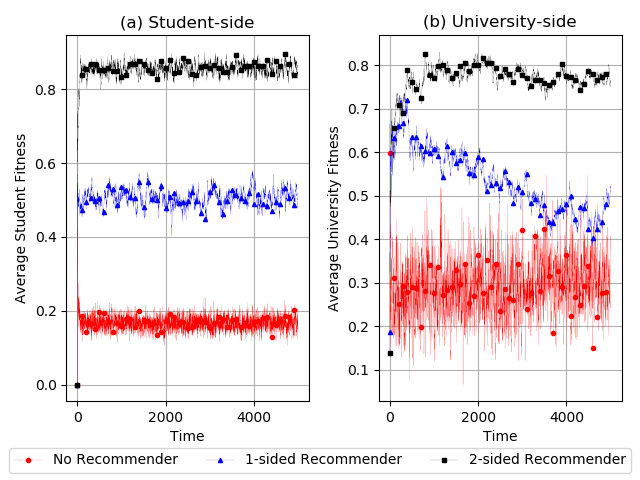 (a) Student-side
(b) University-side
Average Student Fitness
0.8
0.6
0.4
0.2
0.0
0
2000
4000
Time
Average University Fitness
0.8
0.7
0.6
0.5
0.4
0.3
0.2
0.1
0
2000
4000
Time
No Recommender
1-sided Recommender
2-sided Recommender